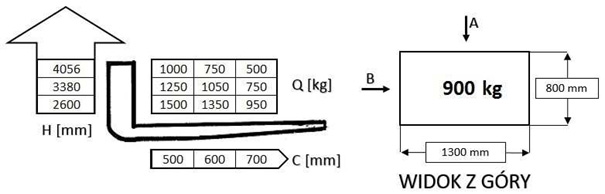 A
4056 1000 750 500
3380 1250 1050 750 Q [kg]
2600 1500 1350 950
H [mm]
500 600 700 C [mm]
B
900 kg
800 mm
1300 mm
WIDOK Z GÓRY